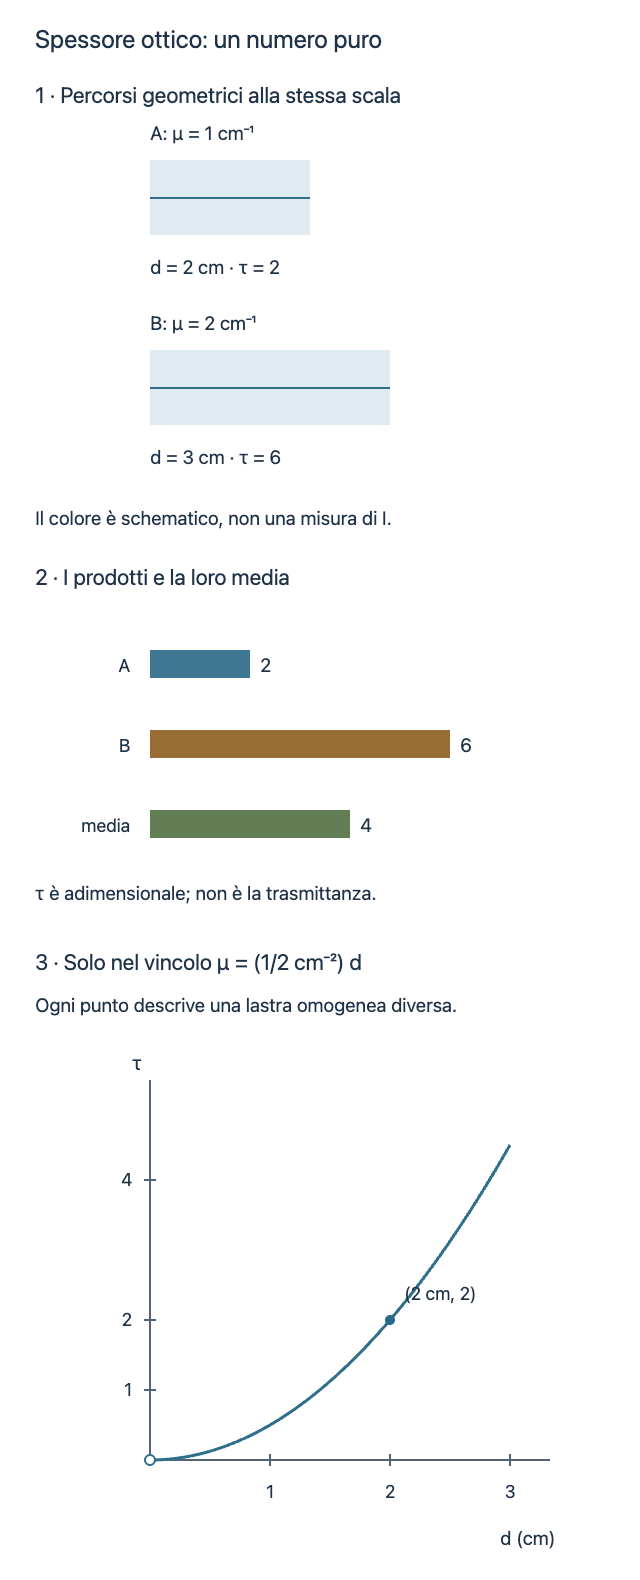 Spessore ottico: un numero puro
1 · Percorsi geometrici alla stessa scala
A: μ = 1 cm⁻¹
d = 2 cm · τ = 2
B: μ = 2 cm⁻¹
d = 3 cm · τ = 6
Il colore è schematico, non una misura di I.
2 · I prodotti e la loro media
A 2
B 6
media 4
τ è adimensionale; non è la trasmittanza.
3 · Solo nel vincolo μ = (1/2 cm⁻²) d
Ogni punto descrive una lastra omogenea diversa.
τ
4
(2 cm, 2)
2
1
1 2 3
d (cm)